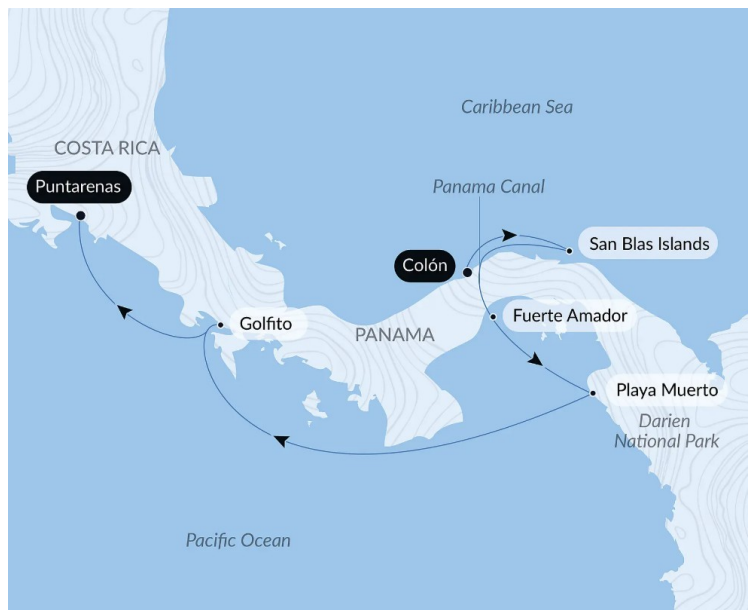 Caribbean Sea
COSTA RICA
Puntarenas
Panama Canal
San Blas Islands
Colón
Golfito
Fuerte Amador
PANAMA
Playa Muerto
Darien
National Park
Pacific Ocean